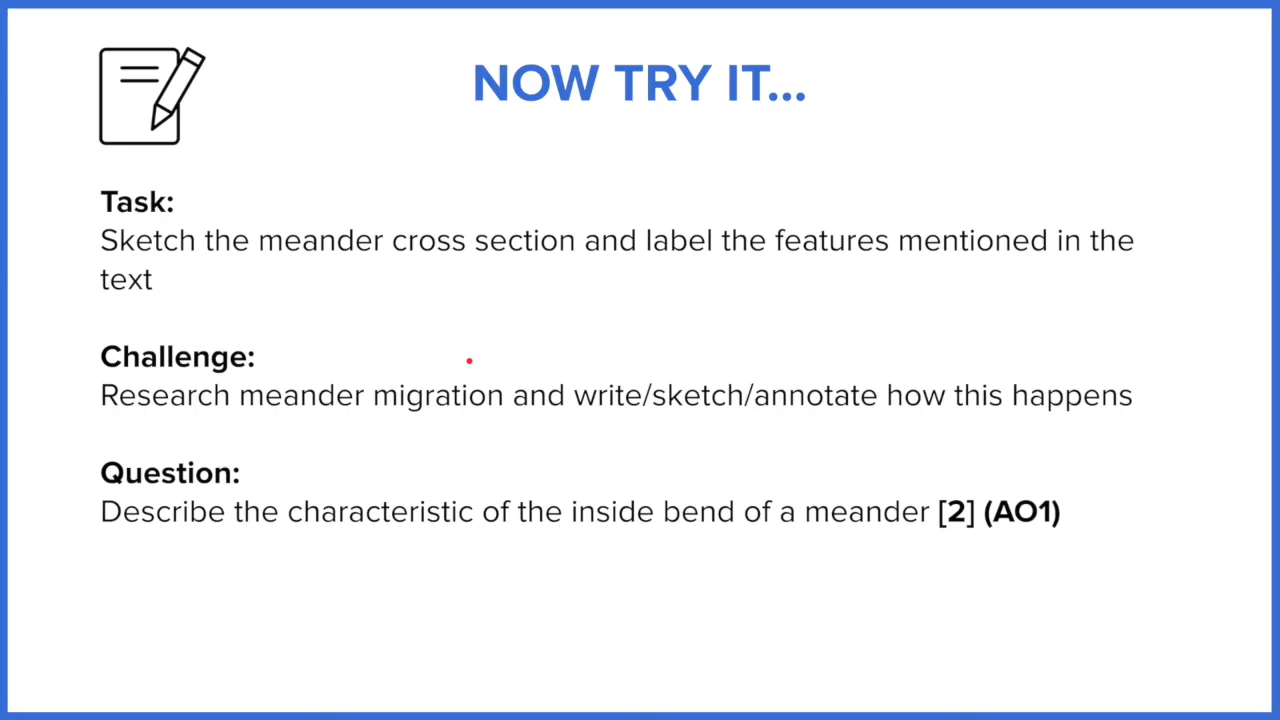 NOW TRY IT...
Task:
Sketch the meander cross section and label the features mentioned in the
text
Challenge:
Research meander migration and write/sketch/annotate how this happens
Question:
Describe the characteristic of the inside bend of a meander [2] (AO1)